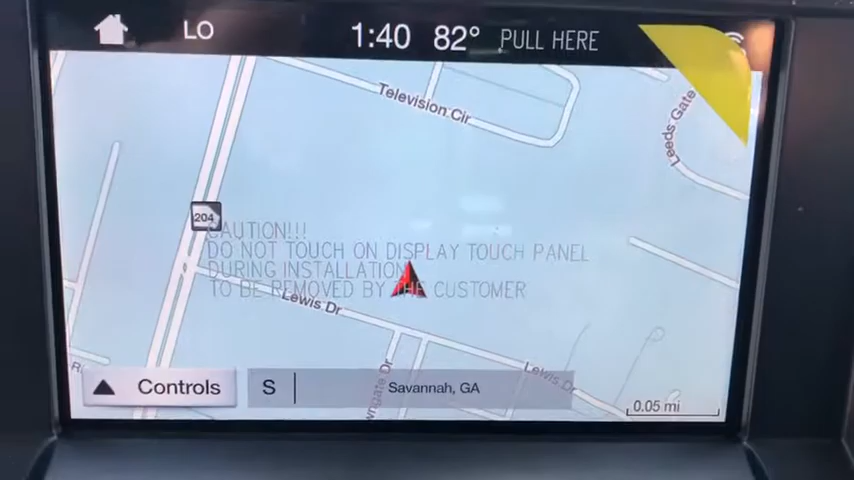 LO
1:40 82° PULL HERE
Television Cir
Leeds Gate
204
CAUTION!!!
DO NOT TOUCH ON DISPLAY TOUCH PANEL
DURING INSTALLATION
TO BE REMOVED BY THE CUSTOMER
Lewis Dr
Lewis Dr
Controls
S
Savannah, GA
0.05 mi